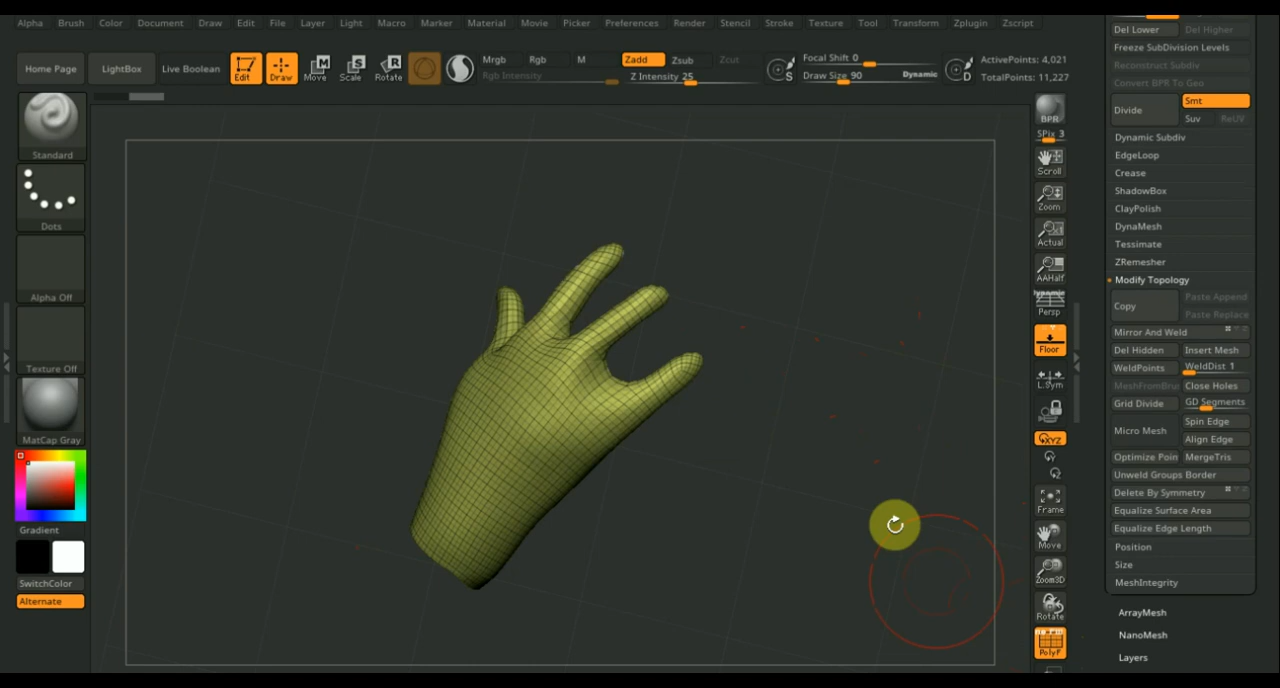 Alpha Brush Color Document Draw Edit File Layer Light Macro Marker Material Movie Picker Preferences Render Stencil Stroke Texture Tool Transform Zplugin Zscript
Home Page
LightBox
Live Boolean
Edit
Draw
Move
Scale
Rotate
Mrgb Rgb M
Rgb Intensity
Zadd Zsub Zcut
Z Intensity 25
S
Focal Shift 0
Draw Size 90
Dynamic
D
ActivePoints: 4,021
TotalPoints: 11,227
Standard
Dots
Alpha Off
Texture Off
MatCap Gray
Gradient
SwitchColor
Alternate
BPR
SPix 3
Scroll
Zoom
Actual
AAHalf
Dynamic
Persp
Floor
L.Sym
XYZ
Y
Z
Frame
Move
Zoom3D
Rotate
PolyF
Del Lower Del Higher
Freeze SubDivision Levels
Reconstruct Subdiv
Convert BPR To Geo
Divide
Smt
Suv ReUV
Dynamic Subdiv
EdgeLoop
Crease
ShadowBox
ClayPolish
DynaMesh
Tessimate
ZRemesher
Modify Topology
Copy
Paste Append
Paste Replace
Mirror And Weld
Del Hidden Insert Mesh
WeldPoints WeldDist 1
MeshFromBru Close Holes
Grid Divide GD Segments
Micro Mesh
Spin Edge
Align Edge
Optimize Poin MergeTris
Unweld Groups Border
Delete By Symmetry
Equalize Surface Area
Equalize Edge Length
Position
Size
MeshIntegrity
ArrayMesh
NanoMesh
Layers